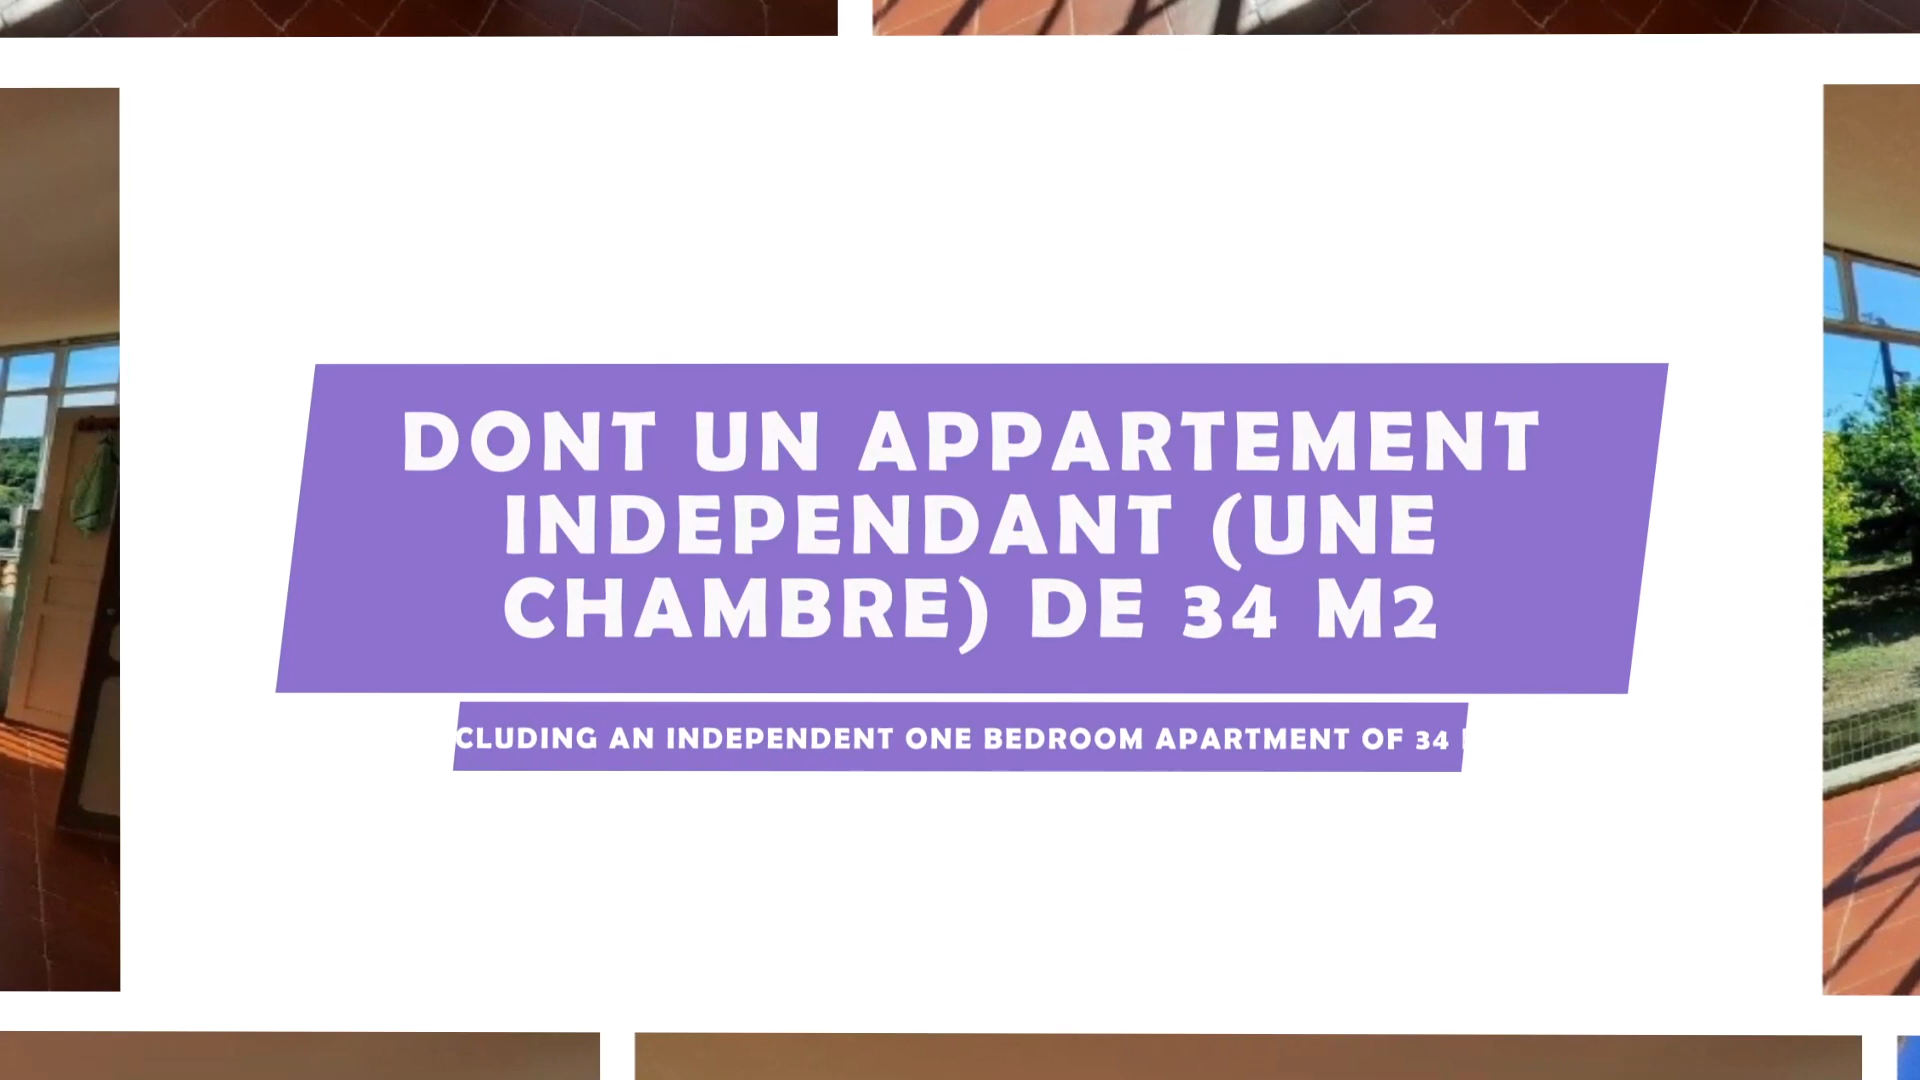 DONT UN APPARTEMENT
INDEPENDANT (UNE
CHAMBRE) DE 34 M2
CLUDING AN INDEPENDENT ONE BEDROOM APARTMENT OF 34